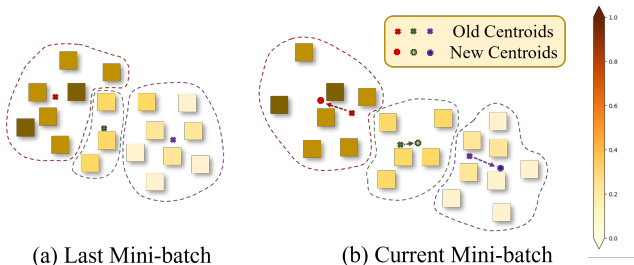 Old Centroids
New Centroids
1.0
0.8
0.6
0.4
0.2
0.0
(a) Last Mini-batch
(b) Current Mini-batch